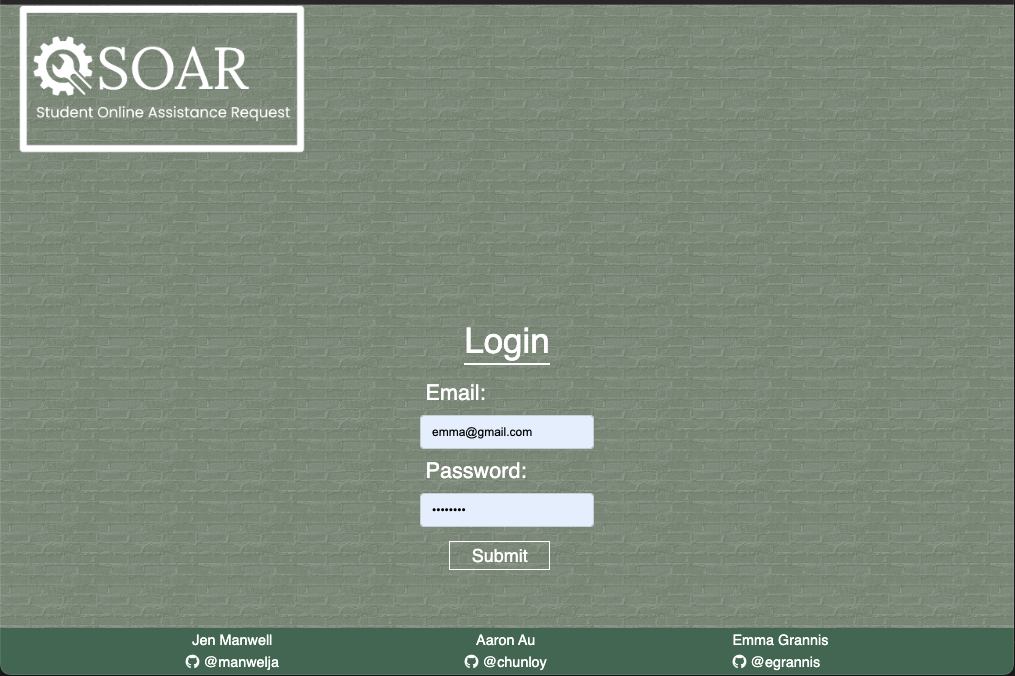 SOAR
Student Online Assistance Request
Login
Email:
emma@gmail.com
Password:
••••••••
Submit
Jen Manwell Aaron Au Emma Grannis
@manwelja @chunloy @egrannis